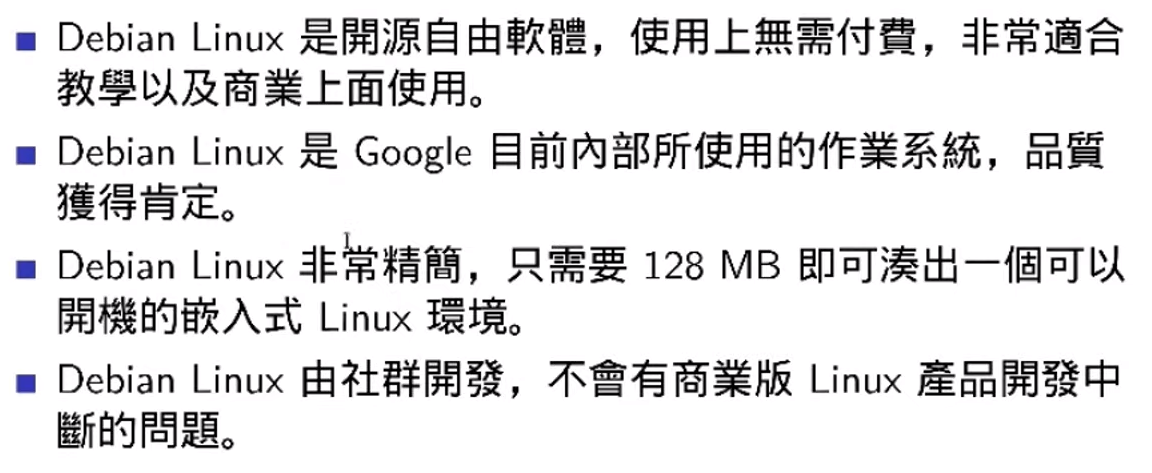 Debian Linux 是開源自由軟體，使用上無需付費，非常適合
教學以及商業上面使用。
Debian Linux 是 Google 目前內部所使用的作業系統，品質
獲得肯定。
Debian Linux 非常精簡，只需要 128 MB 即可湊出一個可以
開機的嵌入式 Linux 環境。
Debian Linux 由社群開發，不會有商業版 Linux 產品開發中
斷的問題。